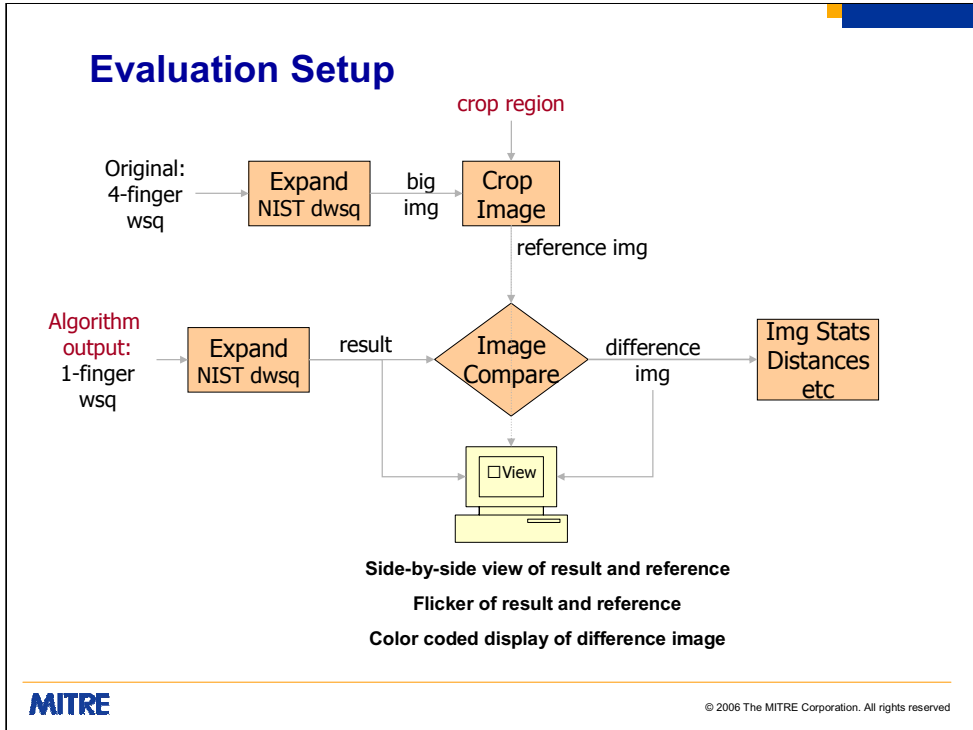 Evaluation Setup
crop region
Original:
4-finger
wsq
Expand
NIST dwsq
big
img
Crop
Image
reference img
Algorithm
output:
1-finger
wsq
Expand
NIST dwsq
result
Image
Compare
difference
img
Img Stats
Distances
etc
□View
Side-by-side view of result and reference
Flicker of result and reference
Color coded display of difference image
MITRE
© 2006 The MITRE Corporation. All rights reserved